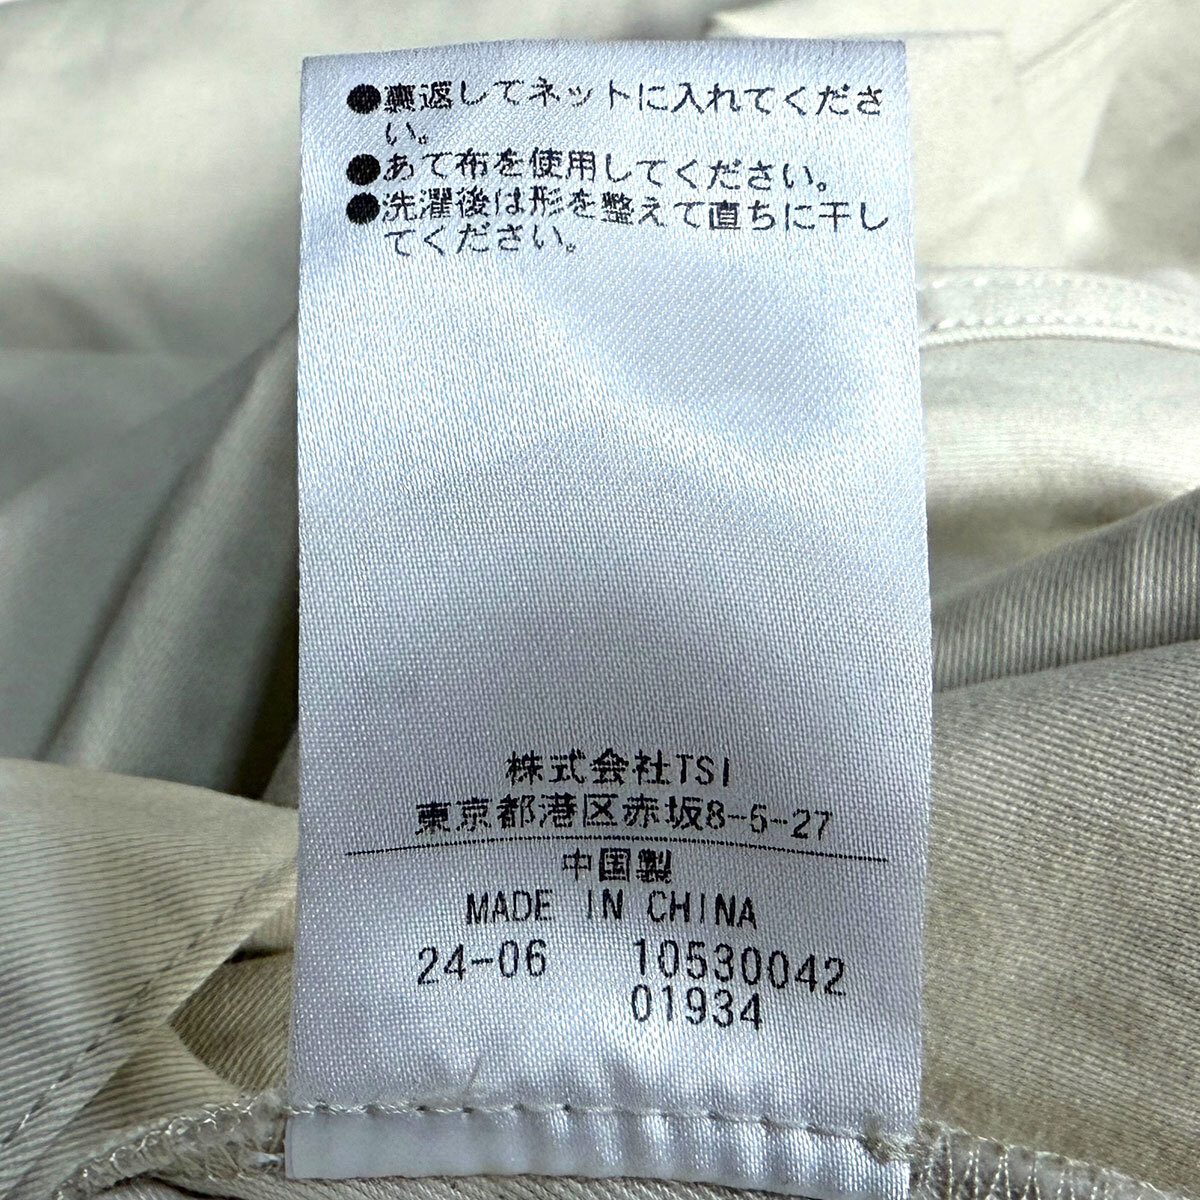 ●裏返してネットに入れてくださ
い。
●あて布を使用してください。
●洗濯後は形を整えて直ちに干し
てください。
株式会社TSI
東京都港区赤坂8-5-27
中国製
MADE IN CHINA
24-06 10530042
01934